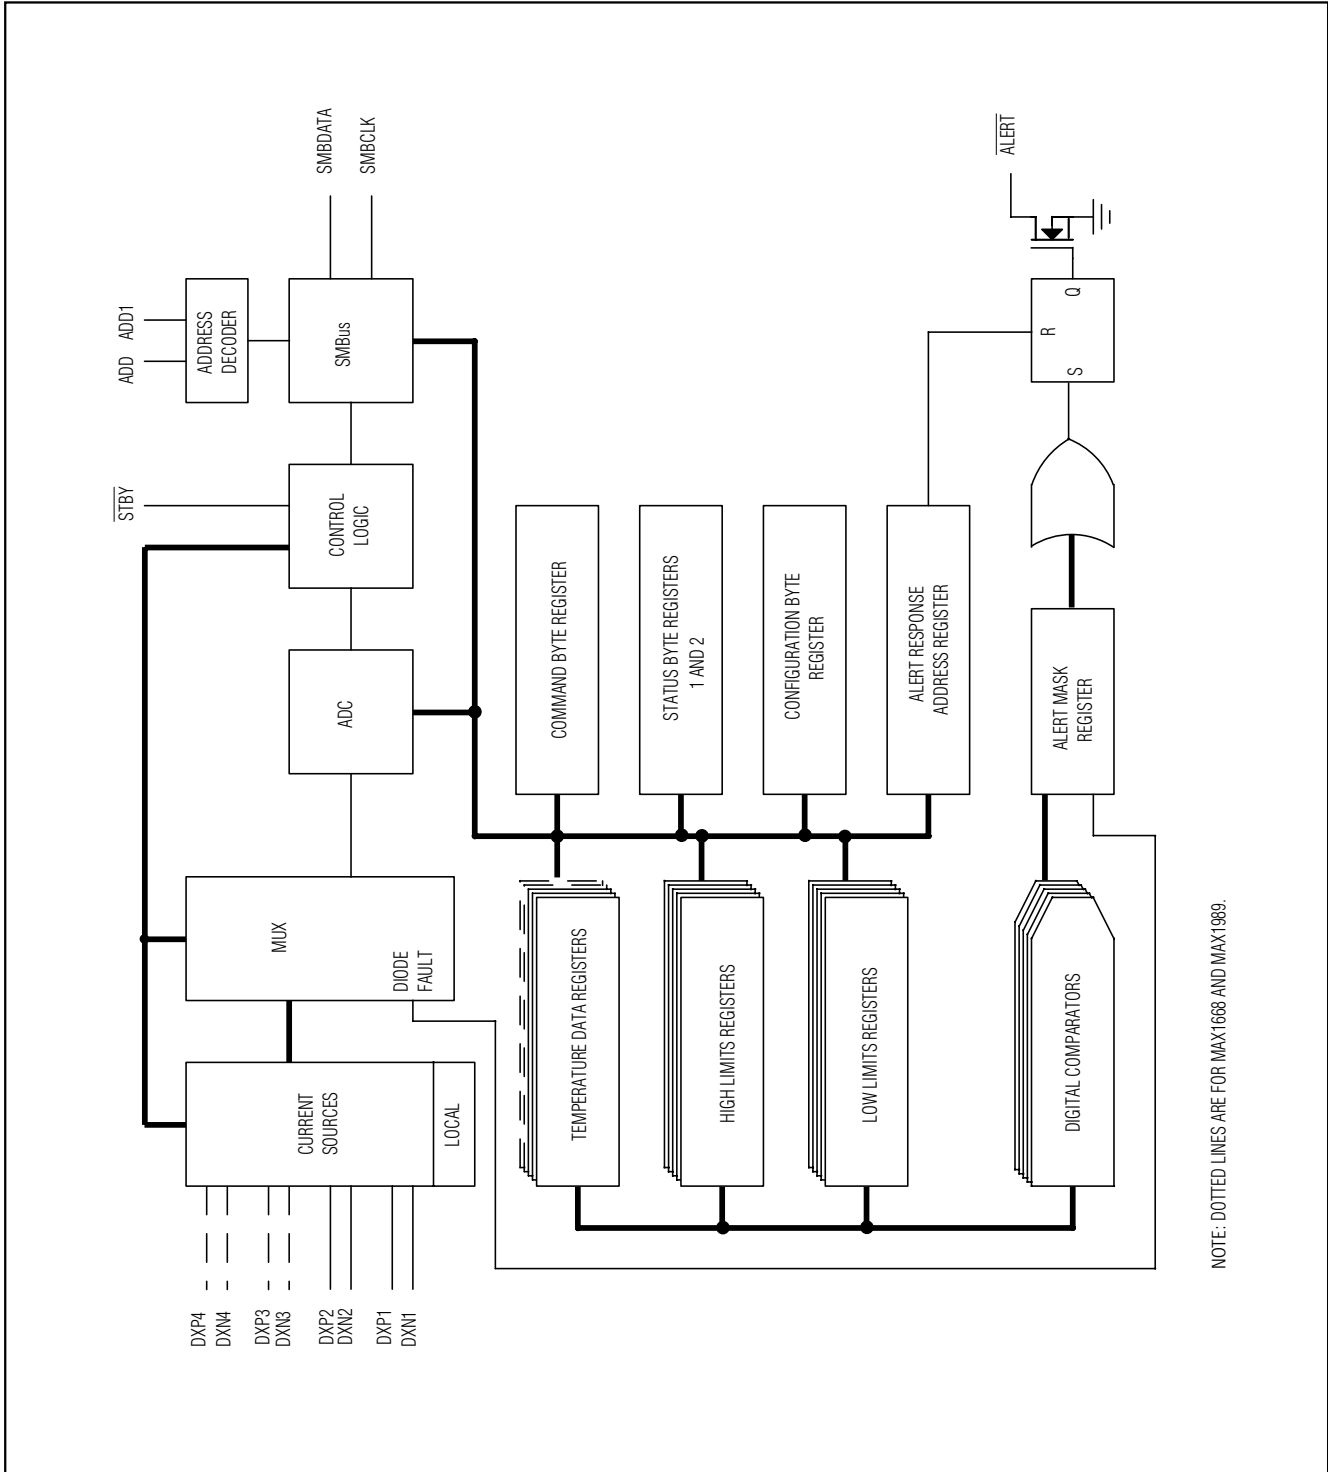 DXP4
DXN4
DXP3
DXN3
DXP2
DXN2
DXP1
DXN1
CURRENT
SOURCES
LOCAL
MUX
DIODE
FAULT
ADC
CONTROL
LOGIC
STBY
ADD
ADD1
ADDRESS
DECODER
SMBus
SMBDATA
SMBCLK
COMMAND BYTE REGISTER
STATUS BYTE REGISTERS
1 AND 2
CONFIGURATION BYTE
REGISTER
ALERT RESPONSE
ADDRESS REGISTER
TEMPERATURE DATA REGISTERS
HIGH LIMITS REGISTERS
LOW LIMITS REGISTERS
DIGITAL COMPARATORS
ALERT MASK
REGISTER
S
R
Q
ALERT
NOTE: DOTTED LINES ARE FOR MAX1668 AND MAX1989.